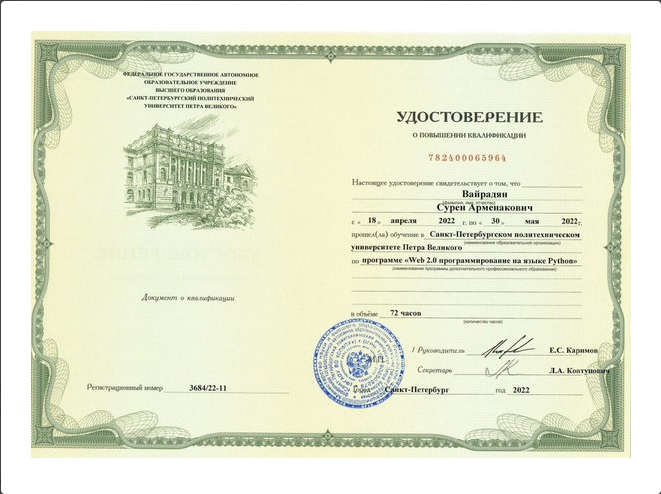 ФЕДЕРАЛЬНОЕ ГОСУДАРСТВЕННОЕ АВТОНОМНОЕ
ОБРАЗОВАТЕЛЬНОЕ УЧРЕЖДЕНИЕ
ВЫСШЕГО ОБРАЗОВАНИЯ
«САНКТ-ПЕТЕРБУРГСКИЙ ПОЛИТЕХНИЧЕСКИЙ
УНИВЕРСИТЕТ ПЕТРА ВЕЛИКОГО»
Документ о квалификации
Регистрационный номер 3684/22-11
УДОСТОВЕРЕНИЕ
О ПОВЫШЕНИИ КВАЛИФИКАЦИИ
782400065964
Настоящее удостоверение свидетельствует о том, что
Вайрадян
(фамилия, имя, отчество)
Сурен Арменакович
с «18» апреля 2022 г. по «30» мая 2022 г.
прошел(ла) обучение в Санкт-Петербургском политехническом
(наименование образовательной организации)
университете Петра Великого
по программе «Web 2.0 программирование на языке Python»
(наименование программы дополнительного профессионального образования)
в объёме 72 часов
(количество часов)
М.П.
Руководитель Е.С. Каримов
Секретарь Л.А. Контунович
Город Санкт-Петербург год 2022